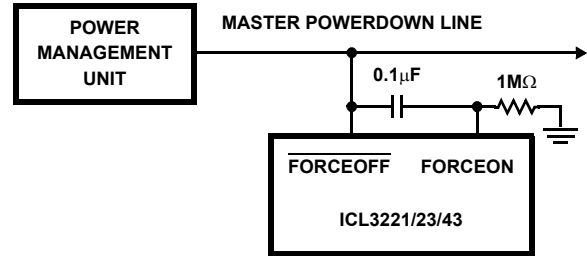 POWER
MANAGEMENT
UNIT
MASTER POWERDOWN LINE
0.1μF
1MΩ
FORCEOFF FORCEON
ICL3221/23/43